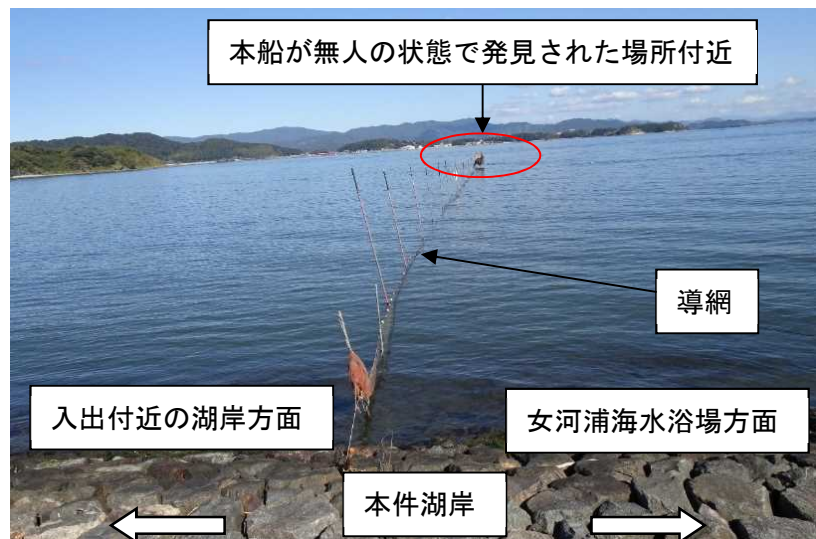 本船が無人の状態で発見された場所付近
導網
入出付近の湖岸方面
女河浦海水浴場方面
本件湖岸